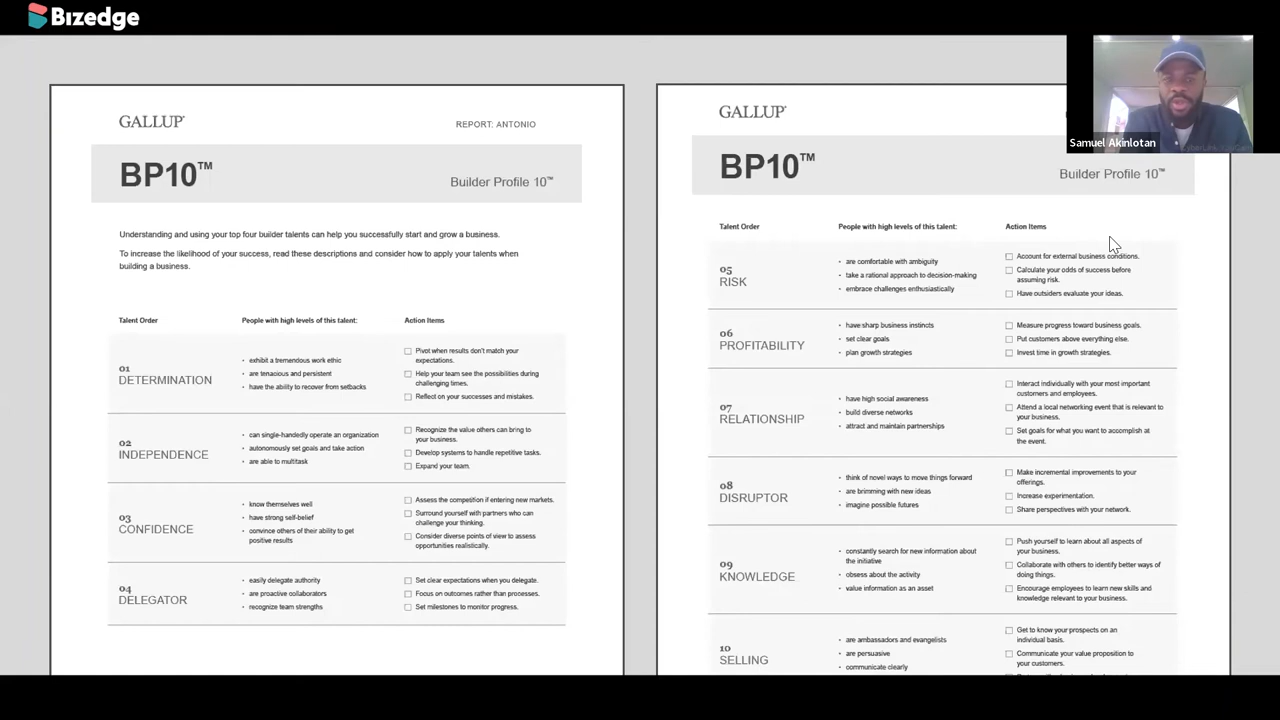 Bizedge
GALLUP®
REPORT: ANTONIO
BP10™
Builder Profile 10™
Understanding and using your top four builder talents can help you successfully start and grow a business.
To increase the likelihood of your success, read these descriptions and consider how to apply your talents when
building a business.
Talent Order
People with high levels of this talent:
Action Items
01
DETERMINATION
• exhibit a tremendous work ethic
• are tenacious and persistent
• have the ability to recover from setbacks
Pivot when results don't match your
expectations.
Help your team see the possibilities during
challenging times.
Reflect on your successes and mistakes.
02
INDEPENDENCE
• can single-handedly operate an organization
• autonomously set goals and take action
• are able to multitask
Recognize the value others can bring to
your business.
Develop systems to handle repetitive tasks.
Expand your team.
03
CONFIDENCE
• know themselves well
• have strong self-belief
• convince others of their ability to get
positive results
Assess the competition if entering new markets.
Surround yourself with partners who can
challenge your thinking.
Consider diverse points of view to assess
opportunities realistically.
04
DELEGATOR
• easily delegate authority
• are proactive collaborators
• recognize team strengths
Set clear expectations when you delegate.
Focus on outcomes rather than processes.
Set milestones to monitor progress.
GALLUP®
BP10™
Builder Profile 10™
Talent Order
People with high levels of this talent:
Action Items
05
RISK
• are comfortable with ambiguity
• take a rational approach to decision-making
• embrace challenges enthusiastically
Account for external business conditions.
Calculate your odds of success before
assuming risk.
Have outsiders evaluate your ideas.
06
PROFITABILITY
• have sharp business instincts
• set clear goals
• plan growth strategies
Measure progress toward business goals.
Put customers above everything else.
Invest time in growth strategies.
07
RELATIONSHIP
• have high social awareness
• build diverse networks
• attract and maintain partnerships
Interact individually with your most important
customers and employees.
Attend a local networking event that is relevant to
your business.
Set goals for what you want to accomplish at
the event.
08
DISRUPTOR
• think of novel ways to move things forward
• are brimming with new ideas
• imagine possible futures
Make incremental improvements to your
offerings.
Increase experimentation.
Share perspectives with your network.
09
KNOWLEDGE
• constantly search for new information about
the initiative
• obsess about the activity
• value information as an asset
Push yourself to learn about all aspects of
your business.
Collaborate with others to identify better ways of
doing things.
Encourage employees to learn new skills and
knowledge relevant to your business.
10
SELLING
• are ambassadors and evangelists
• are persuasive
• communicate clearly
Get to know your prospects on an
individual basis.
Communicate your value proposition to
your customers.
Samuel Akinlotan